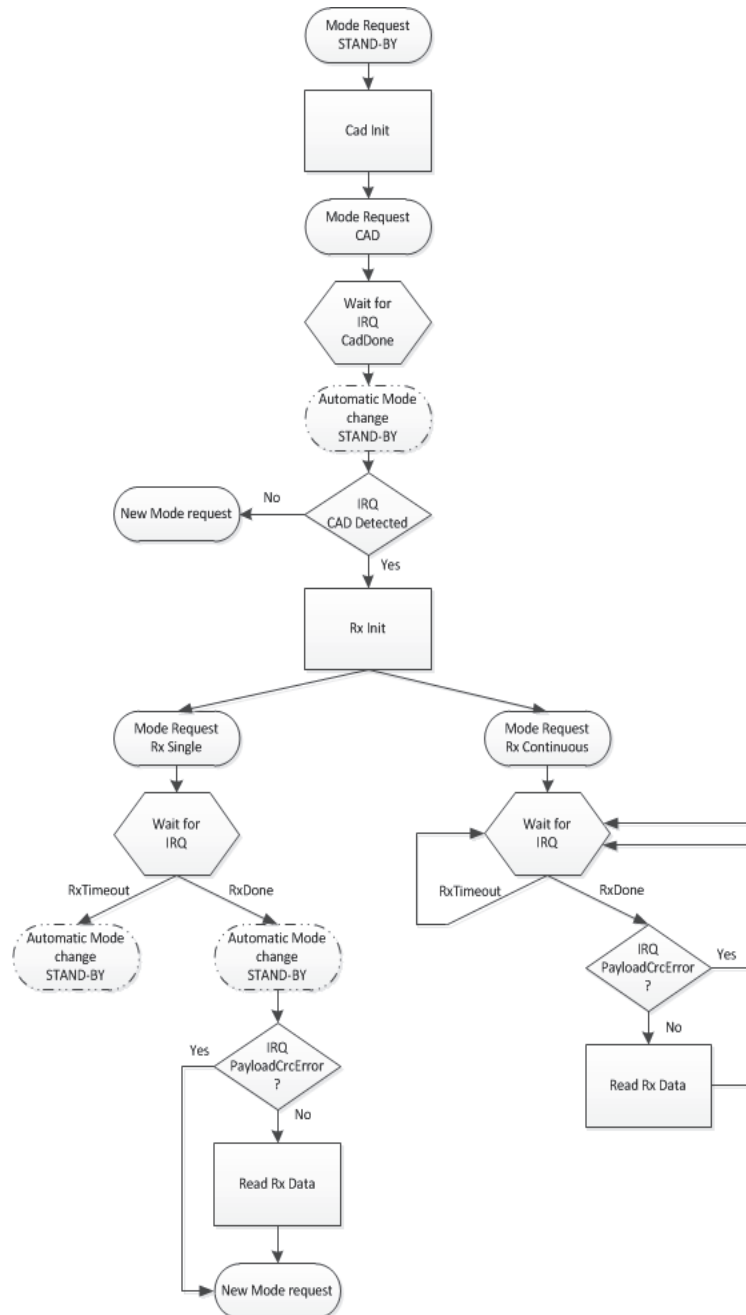 Mode Request
STAND-BY
Cad Init
Mode Request
CAD
Wait for
IRQ
CadDone
Automatic Mode
change
STAND-BY
IRQ
CAD Detected
No
New Mode request
Yes
Rx Init
Mode Request
Rx Single
Mode Request
Rx Continuous
Wait for
IRQ
Wait for
IRQ
RxTimeout
RxDone
RxTimeout
RxDone
Automatic Mode
change
STAND-BY
Automatic Mode
change
STAND-BY
IRQ
PayloadCrcError
?
Yes
No
Read Rx Data
Yes
IRQ
PayloadCrcError
?
No
Read Rx Data
New Mode request